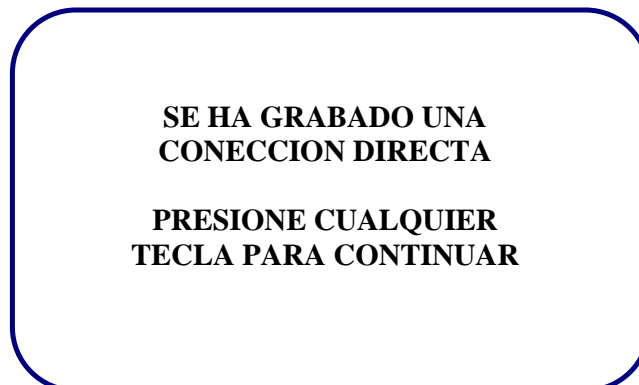 SE HA GRABADO UNA
CONECCION DIRECTA
PRESIONE CUALQUIER
TECLA PARA CONTINUAR